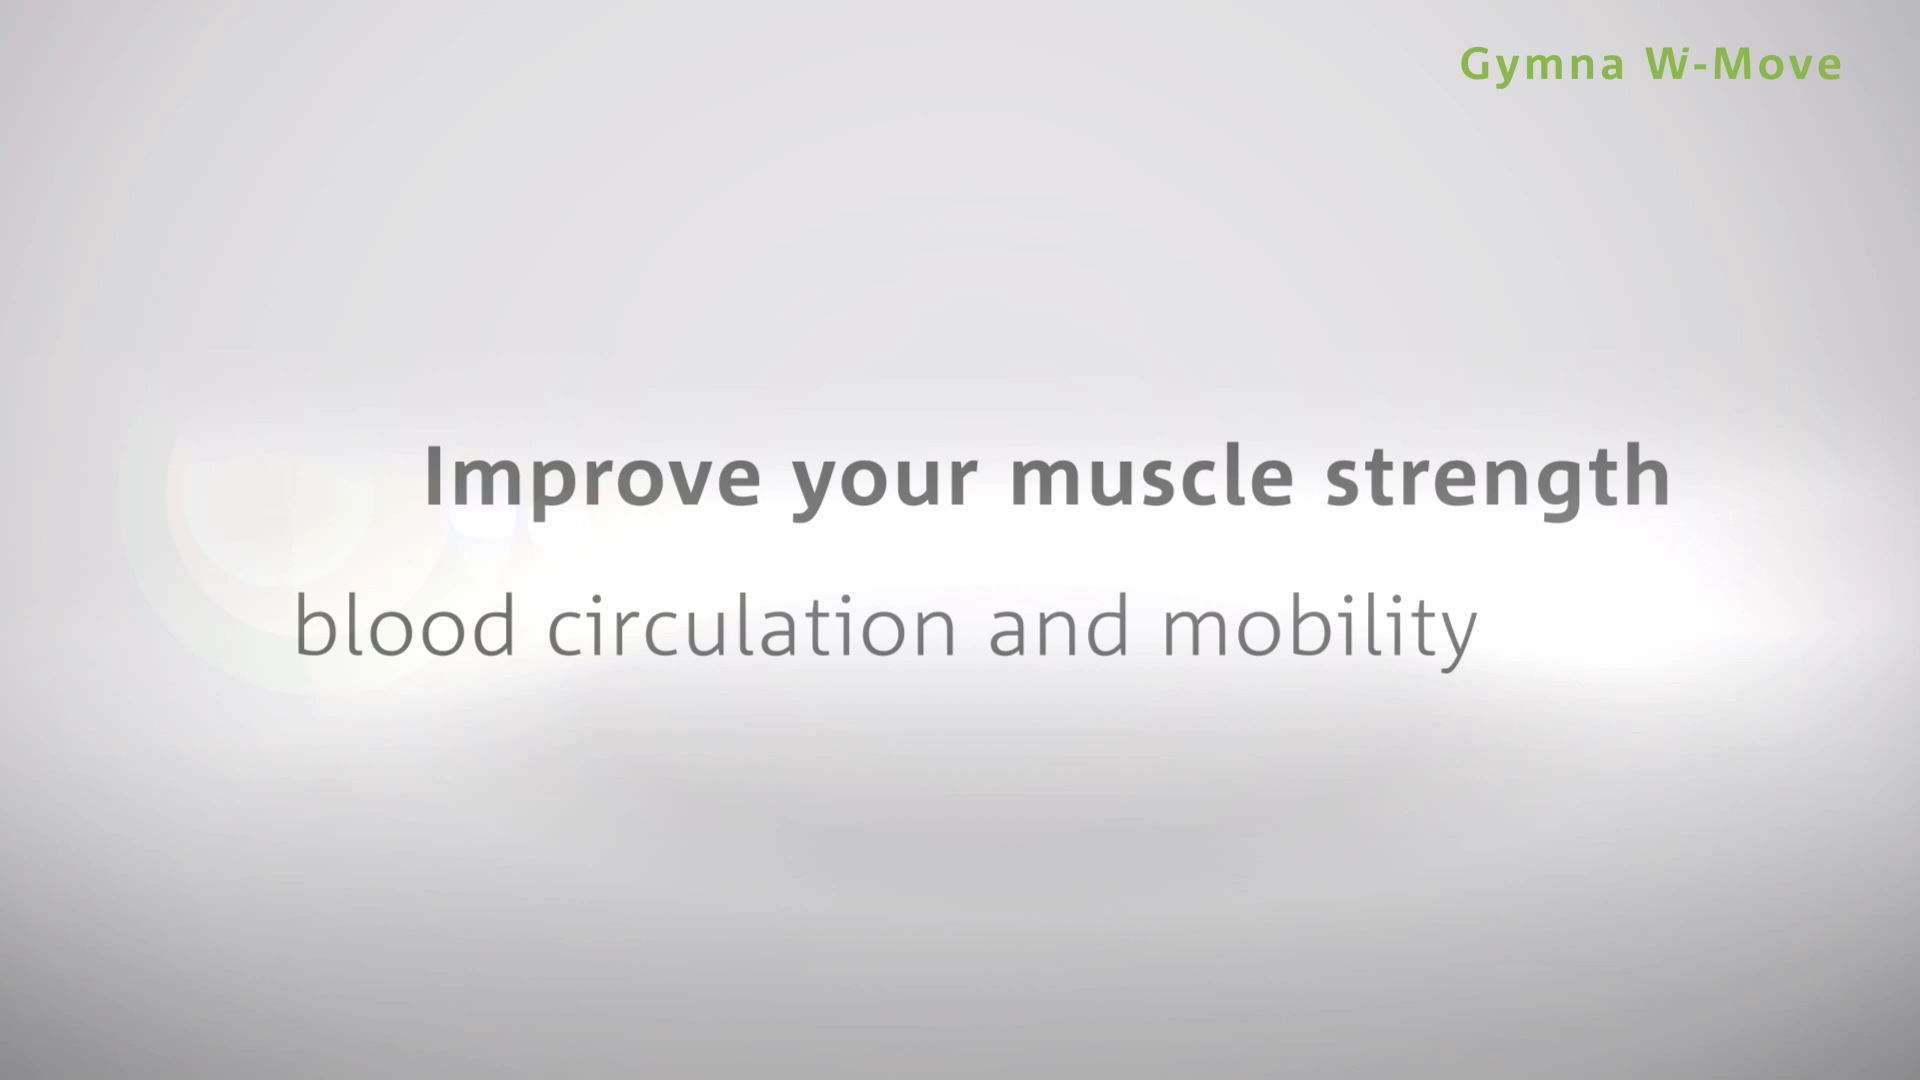 Gymna W-Move
Improve your muscle strength
blood circulation and mobility